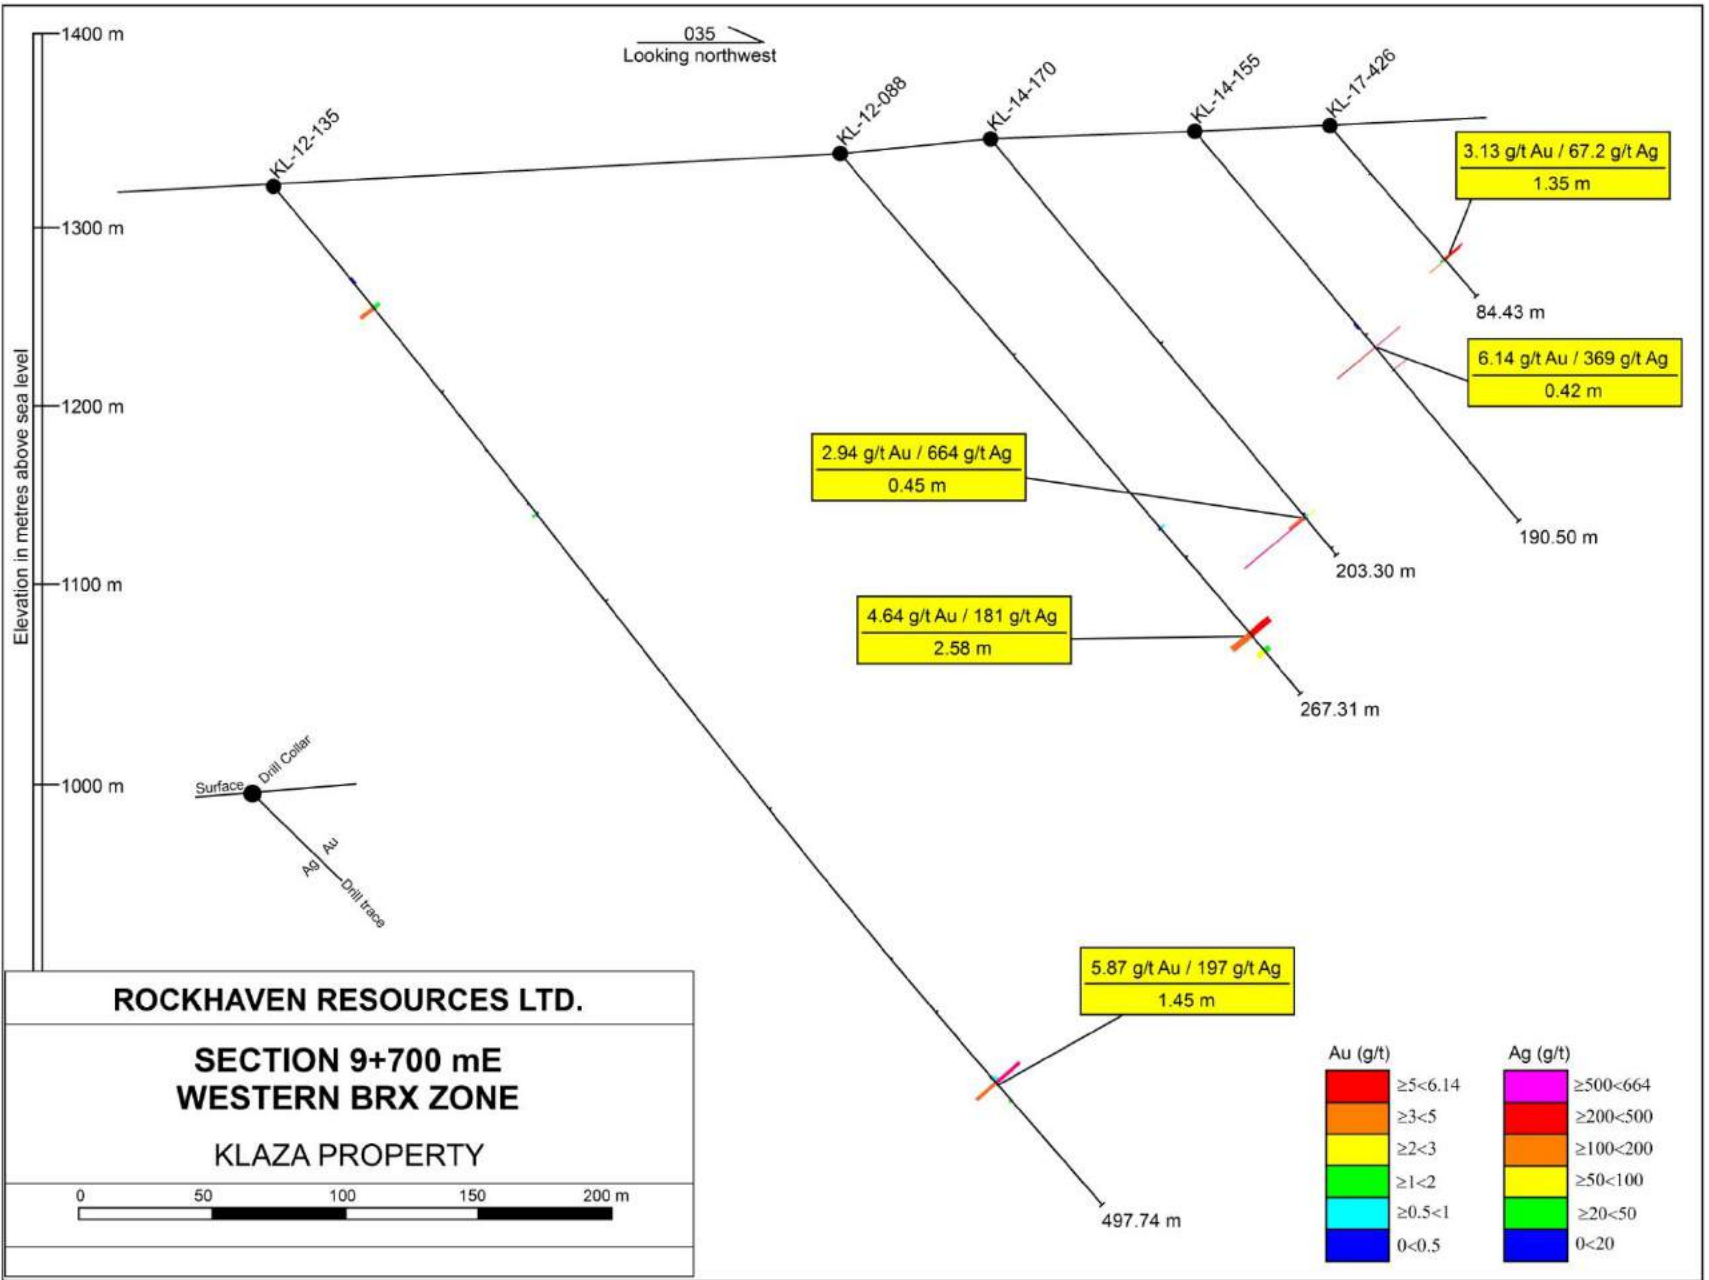 1400 m
035
Looking northwest
KL-12-135
KL-12-088
KL-14-170
KL-14-155
KL-17-426
3.13 g/t Au / 67.2 g/t Ag
1.35 m
1300 m
84.43 m
6.14 g/t Au / 369 g/t Ag
0.42 m
1200 m
Elevation in metres above sea level
2.94 g/t Au / 664 g/t Ag
0.45 m
190.50 m
203.30 m
1100 m
4.64 g/t Au / 181 g/t Ag
2.58 m
267.31 m
1000 m
Surface
Drill Collar
Au
Ag
Drill trace
5.87 g/t Au / 197 g/t Ag
1.45 m
497.74 m
ROCKHAVEN RESOURCES LTD.
SECTION 9+700 mE
WESTERN BRX ZONE
KLAZA PROPERTY
0 50 100 150 200 m
Au (g/t)
≥5<6.14
≥3<5
≥2<3
≥1<2
≥0.5<1
0<0.5
Ag (g/t)
≥500<664
≥200<500
≥100<200
≥50<100
≥20<50
0<20